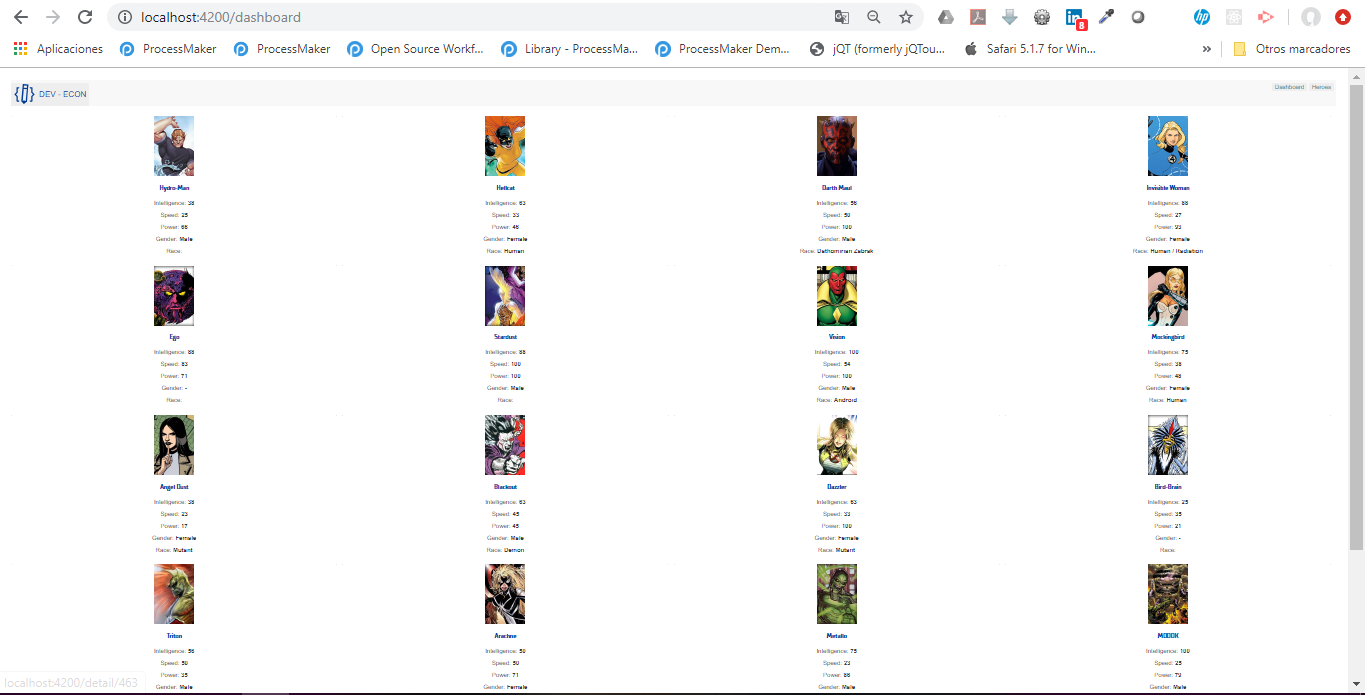 localhost:4200/dashboard
8
Aplicaciones ProcessMaker ProcessMaker Open Source Workf... Library - ProcessMa... ProcessMaker Dem... jQT (formerly jQTou... Safari 5.1.7 for Win... » Otros marcadores
DEV - ECON Dashboard Heroes
Hydro-Man Hellcat Darth Maul Invisible Woman
Intelligence: 38 Intelligence: 63 Intelligence: 56 Intelligence: 88
Speed: 25 Speed: 33 Speed: 50 Speed: 27
Power: 68 Power: 48 Power: 100 Power: 93
Gender: Male Gender: Female Gender: Male Gender: Female
Race: Race: Human Race: Dathomirian Zabrak Race: Human / Radiation
Ego Stardust Vision Mockingbird
Intelligence: 88 Intelligence: 88 Intelligence: 100 Intelligence: 75
Speed: 83 Speed: 100 Speed: 54 Speed: 38
Power: 71 Power: 100 Power: 100 Power: 48
Gender: - Gender: Male Gender: Male Gender: Female
Race: Race: Race: Android Race: Human
Angel Dust Blackout Dazzler Bird-Brain
Intelligence: 38 Intelligence: 63 Intelligence: 63 Intelligence: 25
Speed: 23 Speed: 45 Speed: 33 Speed: 35
Power: 17 Power: 45 Power: 100 Power: 21
Gender: Female Gender: Male Gender: Female Gender: -
Race: Mutant Race: Demon Race: Mutant Race:
Triton Arachne Metallo MODOK
Intelligence: 56 Intelligence: 50 Intelligence: 75 Intelligence: 100
Speed: 50 Speed: 50 Speed: 23 Speed: 25
Power: 35 Power: 71 Power: 86 Power: 79
Gender: Male Gender: Female Gender: Male Gender: Male
localhost:4200/detail/463